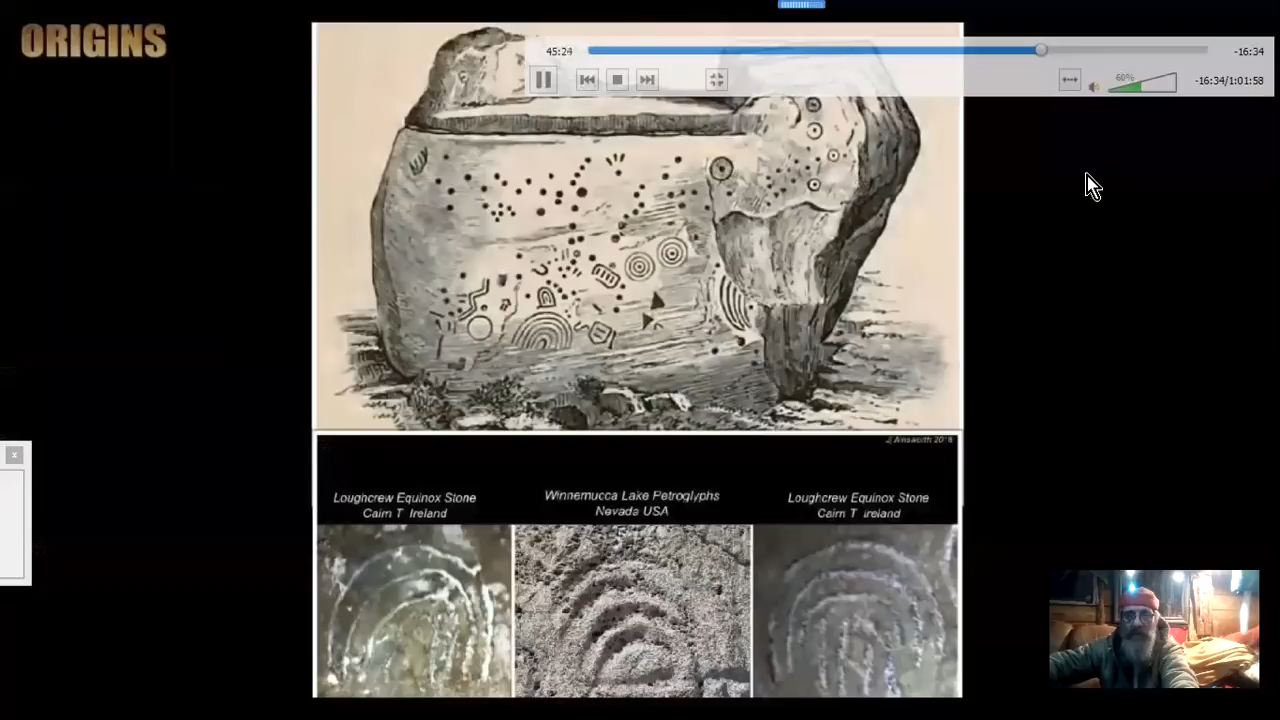 ORIGINS
45:24
-16:34
60%
-16:34/1:01:58
JJ Ainsworth 2018
Loughcrew Equinox Stone
Cairn T Ireland
Winnemucca Lake Petroglyphs
Nevada USA
Loughcrew Equinox Stone
Cairn T Ireland